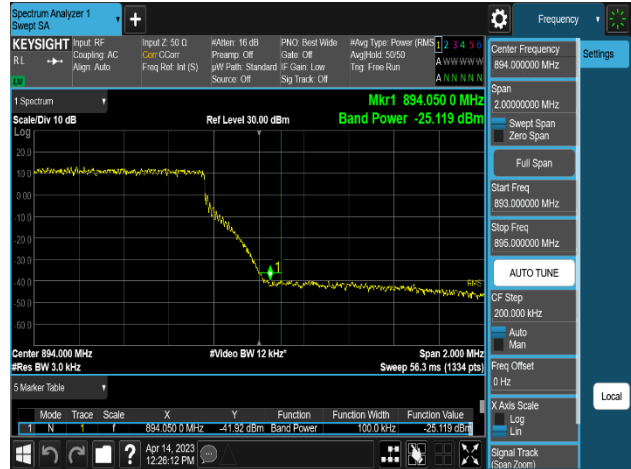 Spectrum Analyzer 1
Swept SA
+
Frequency
KEYSIGHT
Input: RF
Input Z: 50 Ω
#Atten: 16 dB
PNO: Best Wide
#Avg Type: Power (RMS
1 2 3 4 5 6
RL
Coupling: AC
Corr CCorr
Preamp: Off
Gate: Off
Avg|Hold: 50/50
A W W W W W
Align: Auto
Freq Ref: Int (S)
µW Path: Standard
IF Gain: Low
Trig: Free Run
Source: Off
Sig Track: Off
A N N N N N
1 Spectrum
Mkr1 894.050 0 MHz
Scale/Div 10 dB
Ref Level 30.00 dBm
Band Power -25.119 dBm
Log
20.0
10.0
0.00
-10.0
-20.0
-30.0
1
-40.0
RMS
-50.0
-60.0
Center 894.000 MHz
#Video BW 12 kHz*
Span 2.000 MHz
#Res BW 3.0 kHz
Sweep 56.3 ms (1334 pts)
5 Marker Table
Mode Trace Scale X Y Function Function Width Function Value
1 N 1 f 894.050 0 MHz -41.92 dBm Band Power 100.0 kHz -25.119 dBm
Apr 14, 2023
12:26:12 PM
Center Frequency
894.000000 MHz
Span
2.00000000 MHz
Swept Span
Zero Span
Full Span
Start Freq
893.000000 MHz
Stop Freq
895.000000 MHz
AUTO TUNE
CF Step
200.000 kHz
Auto
Man
Freq Offset
0 Hz
X Axis Scale
Log
Lin
Signal Track
(Span Zoom)
Settings
Local